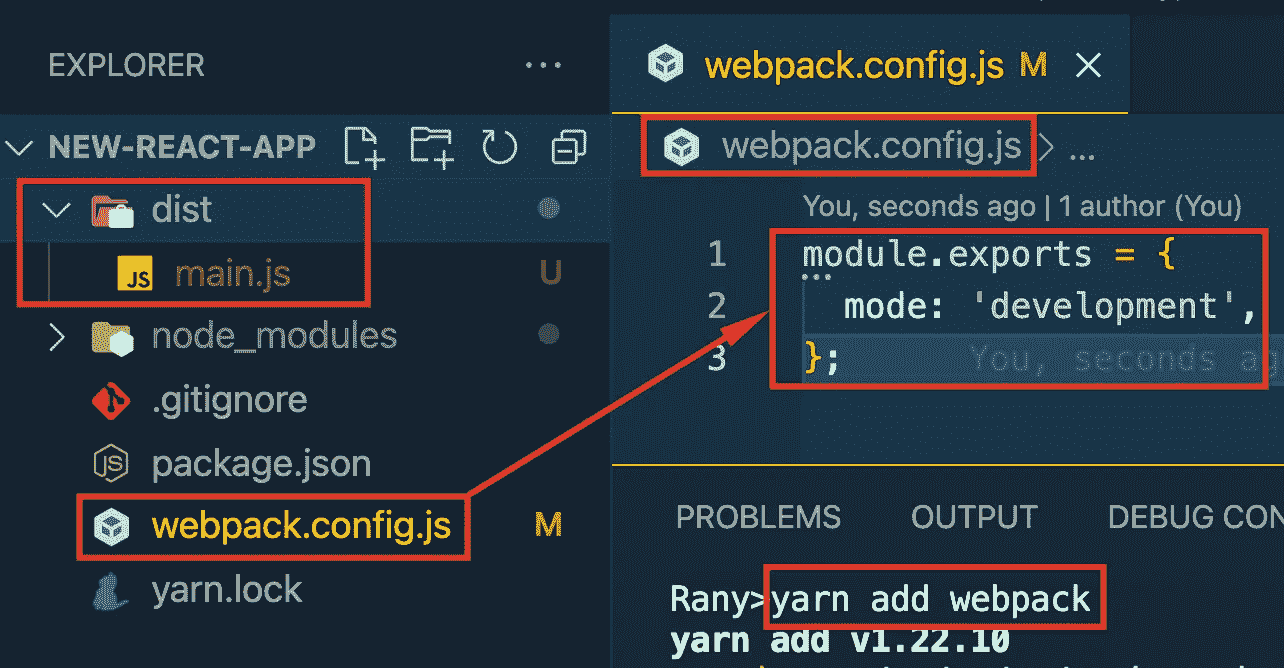 EXPLORER ...
NEW-REACT-APP
dist
JS main.js U
node_modules
.gitignore
JS package.json
webpack.config.js M
yarn.lock
webpack.config.js M
webpack.config.js > ...
You, seconds ago | 1 author (You)
1 module.exports = {
2 mode: 'development',
3 }; You, seconds ag
PROBLEMS OUTPUT DEBUG CON
Rany>yarn add webpack
yarn add v1.22.10